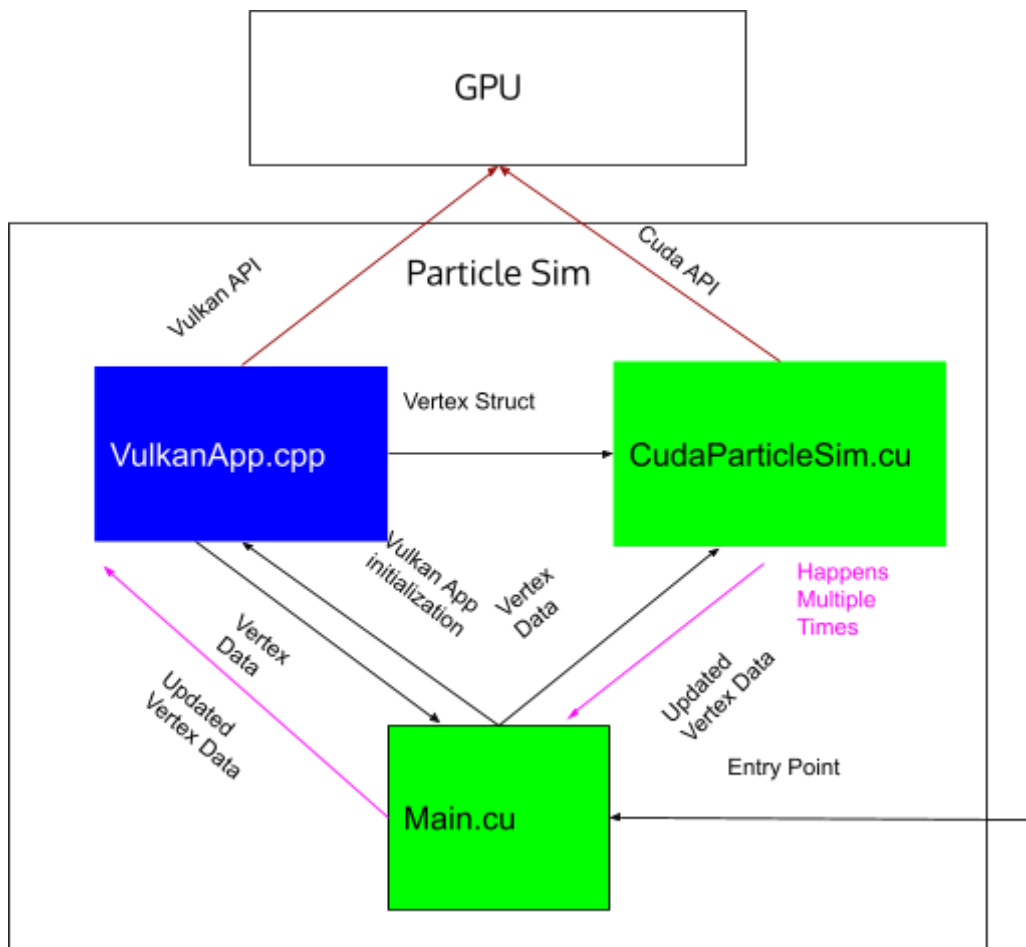 GPU
Particle Sim
Vulkan API
Cuda API
VulkanApp.cpp
Vertex Struct
CudaParticleSim.cu
Vulkan App
initialization
Vertex
Data
Happens
Multiple
Times
Vertex
Data
Updated
Vertex Data
Updated
Vertex Data
Entry Point
Main.cu